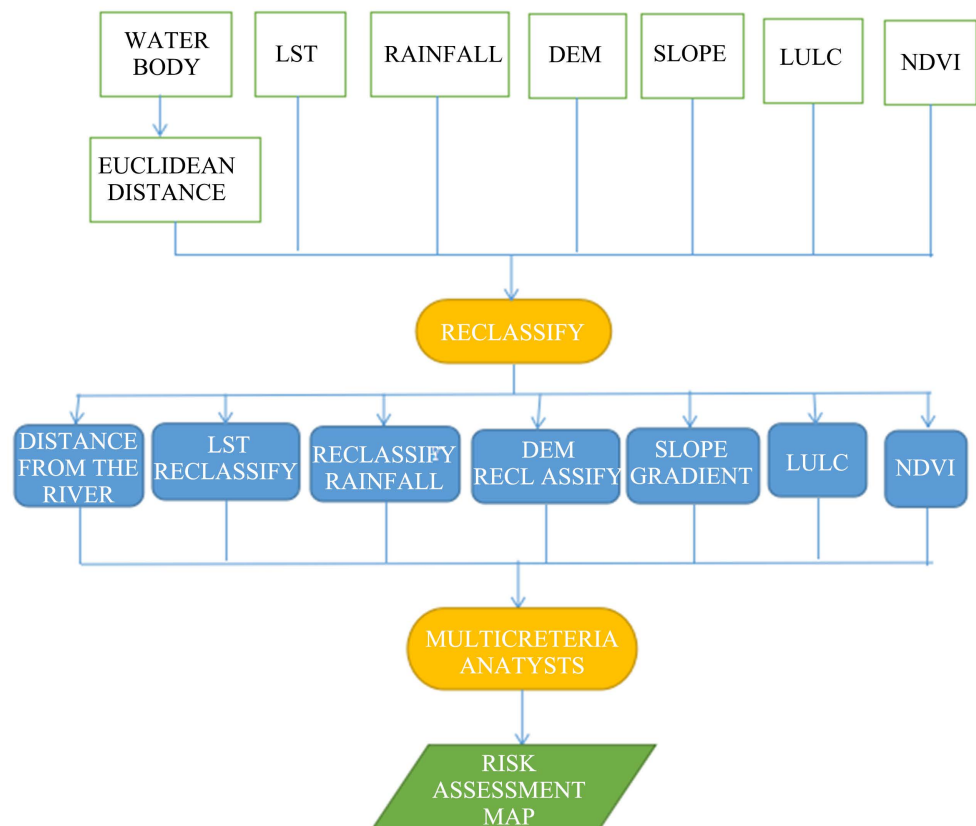 WATER
BODY
LST
RAINFALL
DEM
SLOPE
LULC
NDVI
EUCLIDEAN
DISTANCE
RECLASSIFY
DISTANCE
FROM THE
RIVER
LST
RECLASSIFY
RECLASSIFY
RAINFALL
DEM
RECL ASSIFY
SLOPE
GRADIENT
LULC
NDVI
MULTICRETERIA
ANATYSTS
RISK
ASSESSMENT
MAP